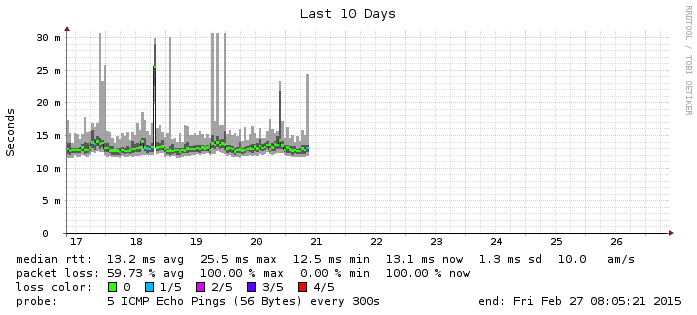 Last 10 Days
RRDTOOL / TOBI OETIKER
Seconds
30 m
25 m
20 m
15 m
10 m
5 m
0
17 18 19 20 21 22 23 24 25 26
median rtt: 13.2 ms avg 25.5 ms max 12.5 ms min 13.1 ms now 1.3 ms sd 10.0 am/s
packet loss: 59.73 % avg 100.00 % max 0.00 % min 100.00 % now
loss color: 0 1/5 2/5 3/5 4/5
probe: 5 ICMP Echo Pings (56 Bytes) every 300s end: Fri Feb 27 08:05:21 2015